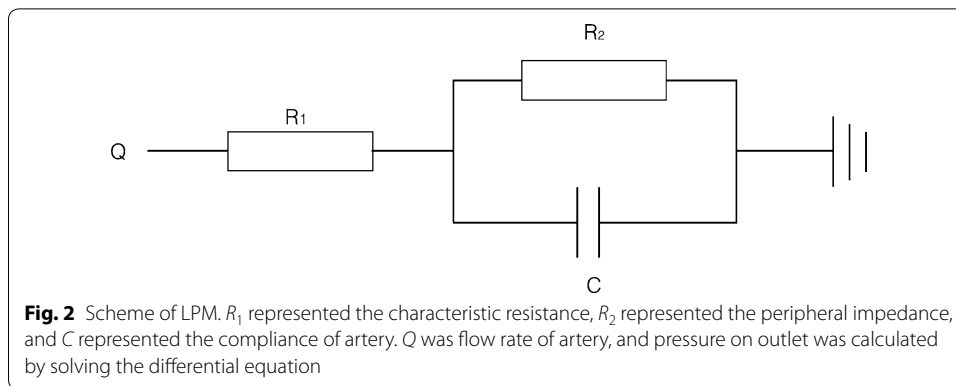 R₂
R₁
Q
C
Fig. 2 Scheme of LPM. R₁ represented the characteristic resistance, R₂ represented the peripheral impedance,
and C represented the compliance of artery. Q was flow rate of artery, and pressure on outlet was calculated
by solving the differential equation